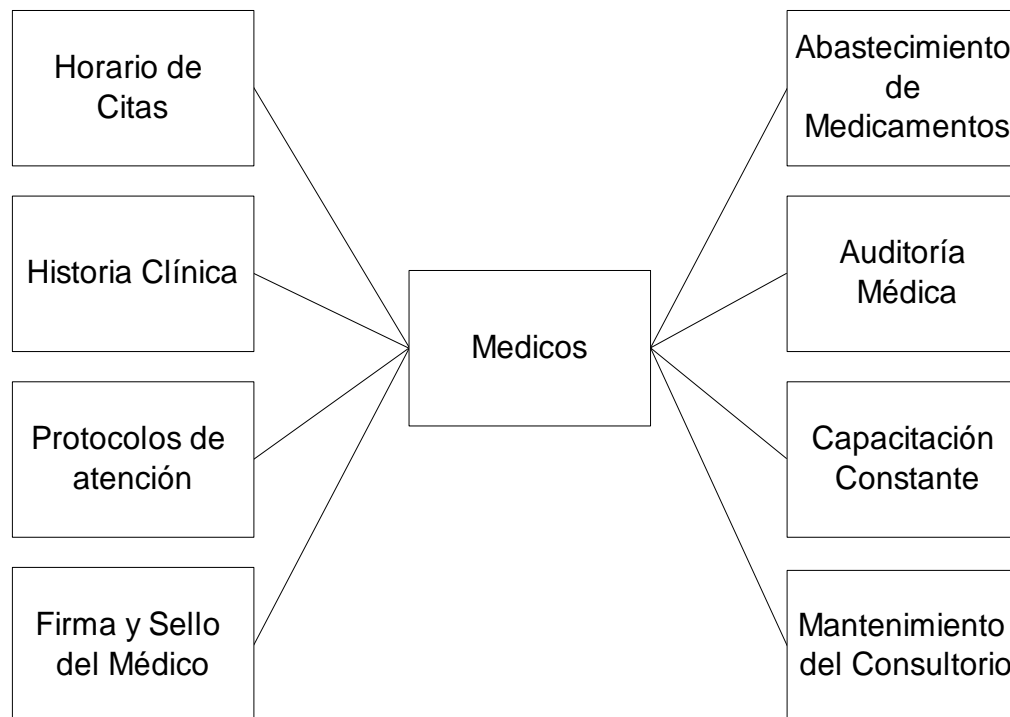 Horario de
Citas
Historia Clínica
Protocolos de
atención
Firma y Sello
del Médico
Medicos
Abastecimiento
de
Medicamentos
Auditoría
Médica
Capacitación
Constante
Mantenimiento
del Consultorio